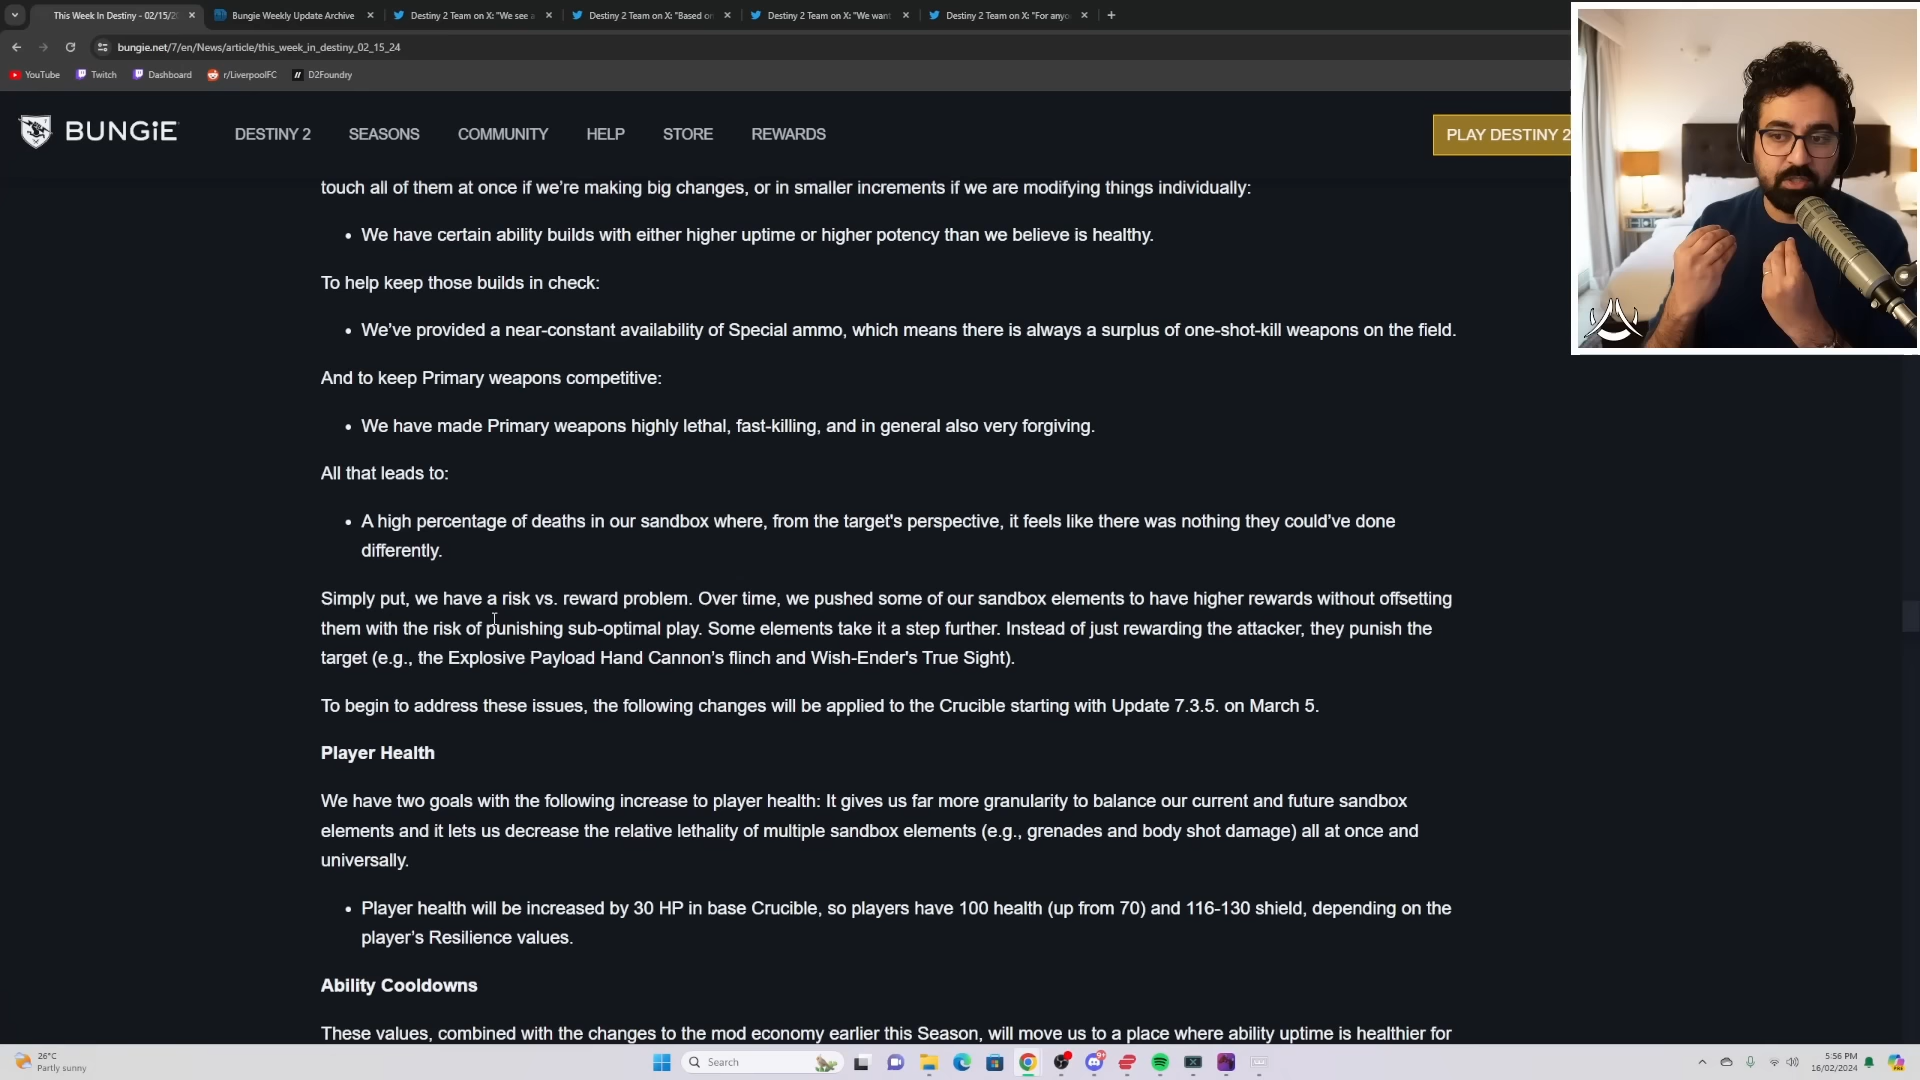 This Week In Destiny - 02/15/2
Bungie Weekly Update Archive
Destiny 2 Team on X: "We see a
Destiny 2 Team on X: "Based on
Destiny 2 Team on X: "We want
Destiny 2 Team on X: "For anyo
bungie.net/7/en/News/article/this_week_in_destiny_02_15_24
YouTube
Twitch
Dashboard
r/LiverpoolFC
D2Foundry
BUNGiE
DESTINY 2
SEASONS
COMMUNITY
HELP
STORE
REWARDS
PLAY DESTINY 2
touch all of them at once if we’re making big changes, or in smaller increments if we are modifying things individually:
• We have certain ability builds with either higher uptime or higher potency than we believe is healthy.
To help keep those builds in check:
• We’ve provided a near-constant availability of Special ammo, which means there is always a surplus of one-shot-kill weapons on the field.
And to keep Primary weapons competitive:
• We have made Primary weapons highly lethal, fast-killing, and in general also very forgiving.
All that leads to:
• A high percentage of deaths in our sandbox where, from the target's perspective, it feels like there was nothing they could’ve done
differently.
Simply put, we have a risk vs. reward problem. Over time, we pushed some of our sandbox elements to have higher rewards without offsetting
them with the risk of punishing sub-optimal play. Some elements take it a step further. Instead of just rewarding the attacker, they punish the
target (e.g., the Explosive Payload Hand Cannon’s flinch and Wish-Ender's True Sight).
To begin to address these issues, the following changes will be applied to the Crucible starting with Update 7.3.5. on March 5.
Player Health
We have two goals with the following increase to player health: It gives us far more granularity to balance our current and future sandbox
elements and it lets us decrease the relative lethality of multiple sandbox elements (e.g., grenades and body shot damage) all at once and
universally.
• Player health will be increased by 30 HP in base Crucible, so players have 100 health (up from 70) and 116-130 shield, depending on the
player’s Resilience values.
Ability Cooldowns
These values, combined with the changes to the mod economy earlier this Season, will move us to a place where ability uptime is healthier for
26°C
Partly sunny
Search
5:56 PM
16/02/2024